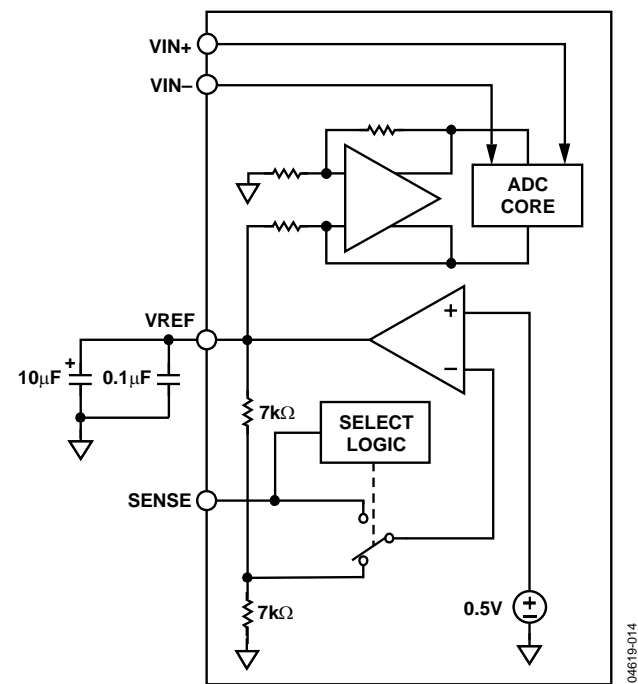 VIN+
VIN–
ADC
CORE
VREF
+
–
10µF
+
0.1µF
7kΩ
SELECT
LOGIC
SENSE
7kΩ
0.5V
+
–
04619-014